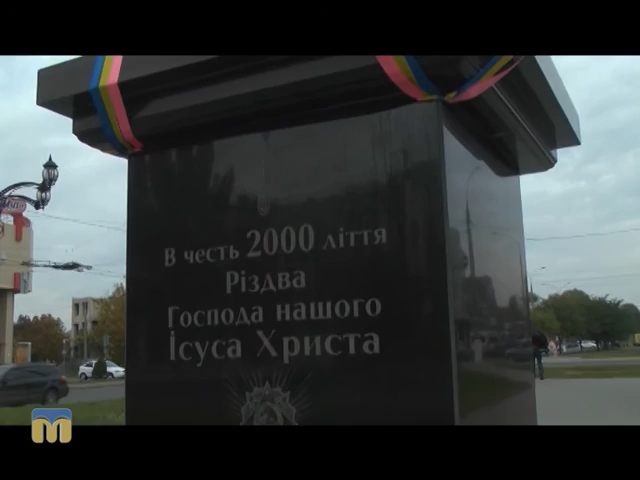 В честь 2000 ліття
Різдва
Господа нашого
Ісуса Христа
М